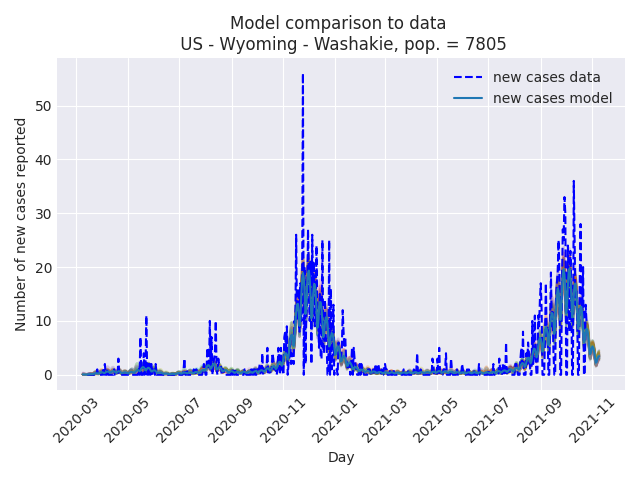 Model comparison to data
US - Wyoming - Washakie, pop. = 7805
new cases data
new cases model
Number of new cases reported
50
40
30
20
10
0
2020-03
2020-05
2020-07
2020-09
2020-11
2021-01
2021-03
2021-05
2021-07
2021-09
2021-11
Day